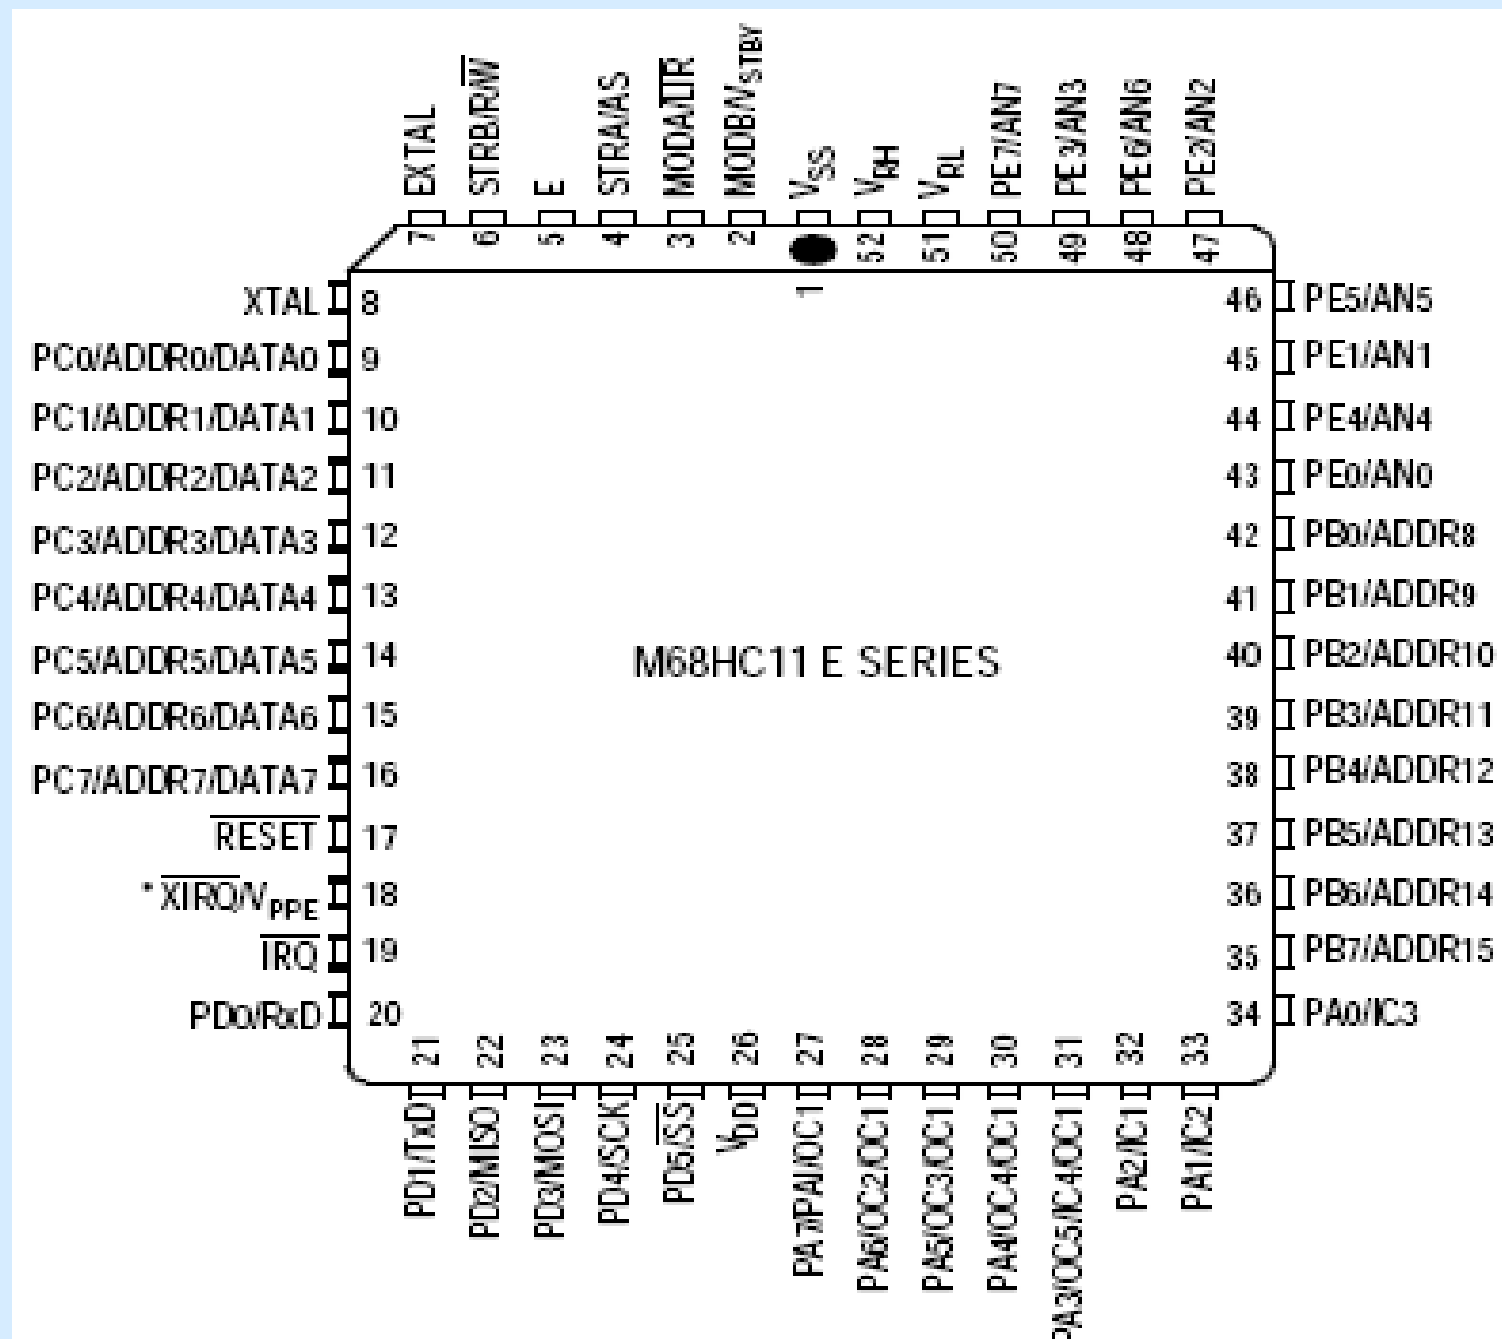 EXTAL
STRB/R/W̅
E
STRA/AS
MODA/L̅I̅R̅
MODB/VSTBY
VSS
VRH
VRL
PE7/AN7
PE3/AN3
PE6/AN6
PE2/AN2
7
6
5
4
3
2
1
52
51
50
49
48
47
XTAL 8
PC0/ADDR0/DATA0 9
PC1/ADDR1/DATA1 10
PC2/ADDR2/DATA2 11
PC3/ADDR3/DATA3 12
PC4/ADDR4/DATA4 13
PC5/ADDR5/DATA5 14
PC6/ADDR6/DATA6 15
PC7/ADDR7/DATA7 16
R̅E̅S̅E̅T̅ 17
* X̅I̅R̅Q̅/VPPE 18
I̅R̅Q̅ 19
PD0/RxD 20
M68HC11 E SERIES
46 PE5/AN5
45 PE1/AN1
44 PE4/AN4
43 PE0/AN0
42 PB0/ADDR8
41 PB1/ADDR9
40 PB2/ADDR10
39 PB3/ADDR11
38 PB4/ADDR12
37 PB5/ADDR13
36 PB6/ADDR14
35 PB7/ADDR15
34 PA0/IC3
21
22
23
24
25
26
27
28
29
30
31
32
33
PD1/TxD
PD2/MISO
PD3/MOSI
PD4/SCK
PD5/S̅S̅
VDD
PA7/PAI/OC1
PA6/OC2/OC1
PA5/OC3/OC1
PA4/OC4/OC1
PA3/OC5/IC4/OC1
PA2/IC1
PA1/IC2